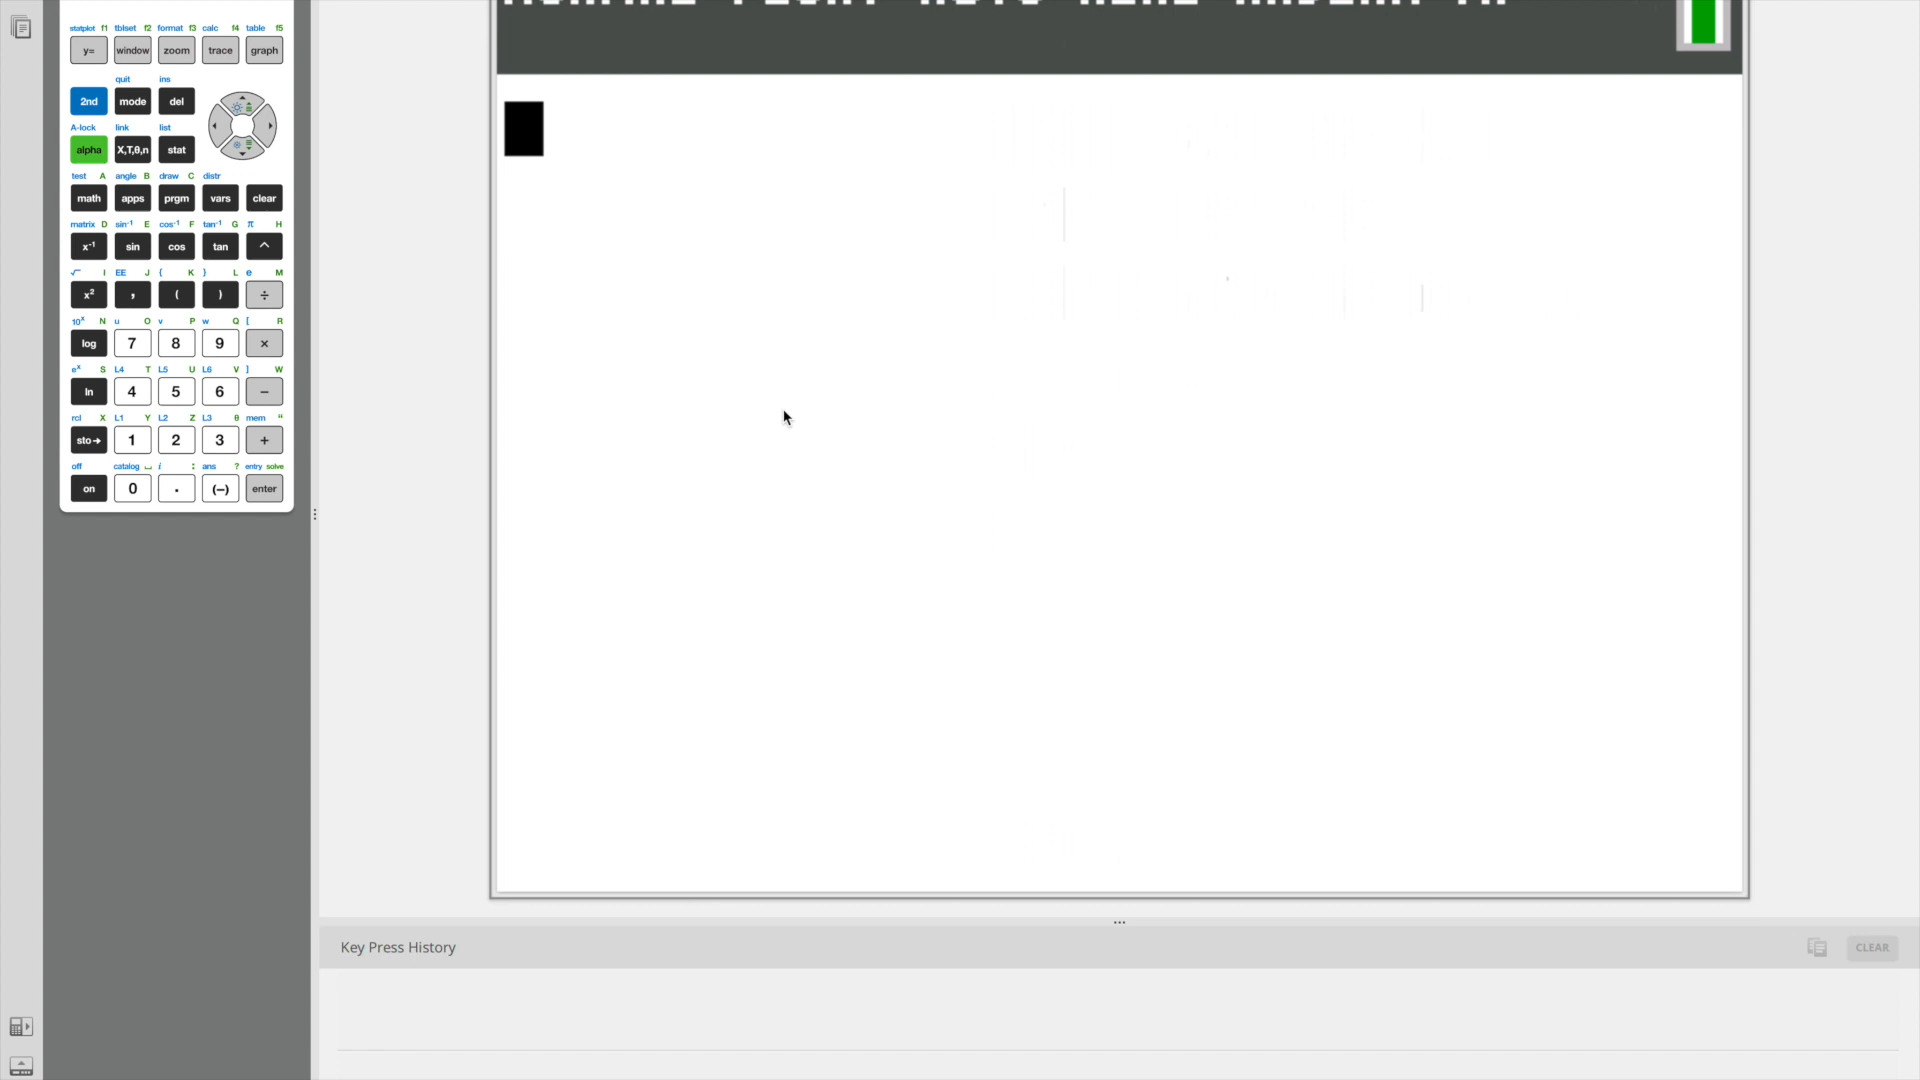 statplot f1 tblset f2 format f3 calc f4 table f5
y= window zoom trace graph
quit ins
2nd mode del
A-lock link list
alpha X,T,θ,n stat
test A angle B draw C distr
math apps prgm vars clear
matrix D sin⁻¹ E cos⁻¹ F tan⁻¹ G π H
x⁻¹ sin cos tan ^
√‾ I EE J { K } L e M
x² , ( ) ÷
10ˣ N u O v P w Q [ R
log 7 8 9 ×
eˣ S L4 T L5 U L6 V ] W
ln 4 5 6 −
rcl X L1 Y L2 Z L3 θ mem “
sto→ 1 2 3 +
off catalog ⎵ i : ans ? entry solve
on 0 . (−) enter
Key Press History
CLEAR